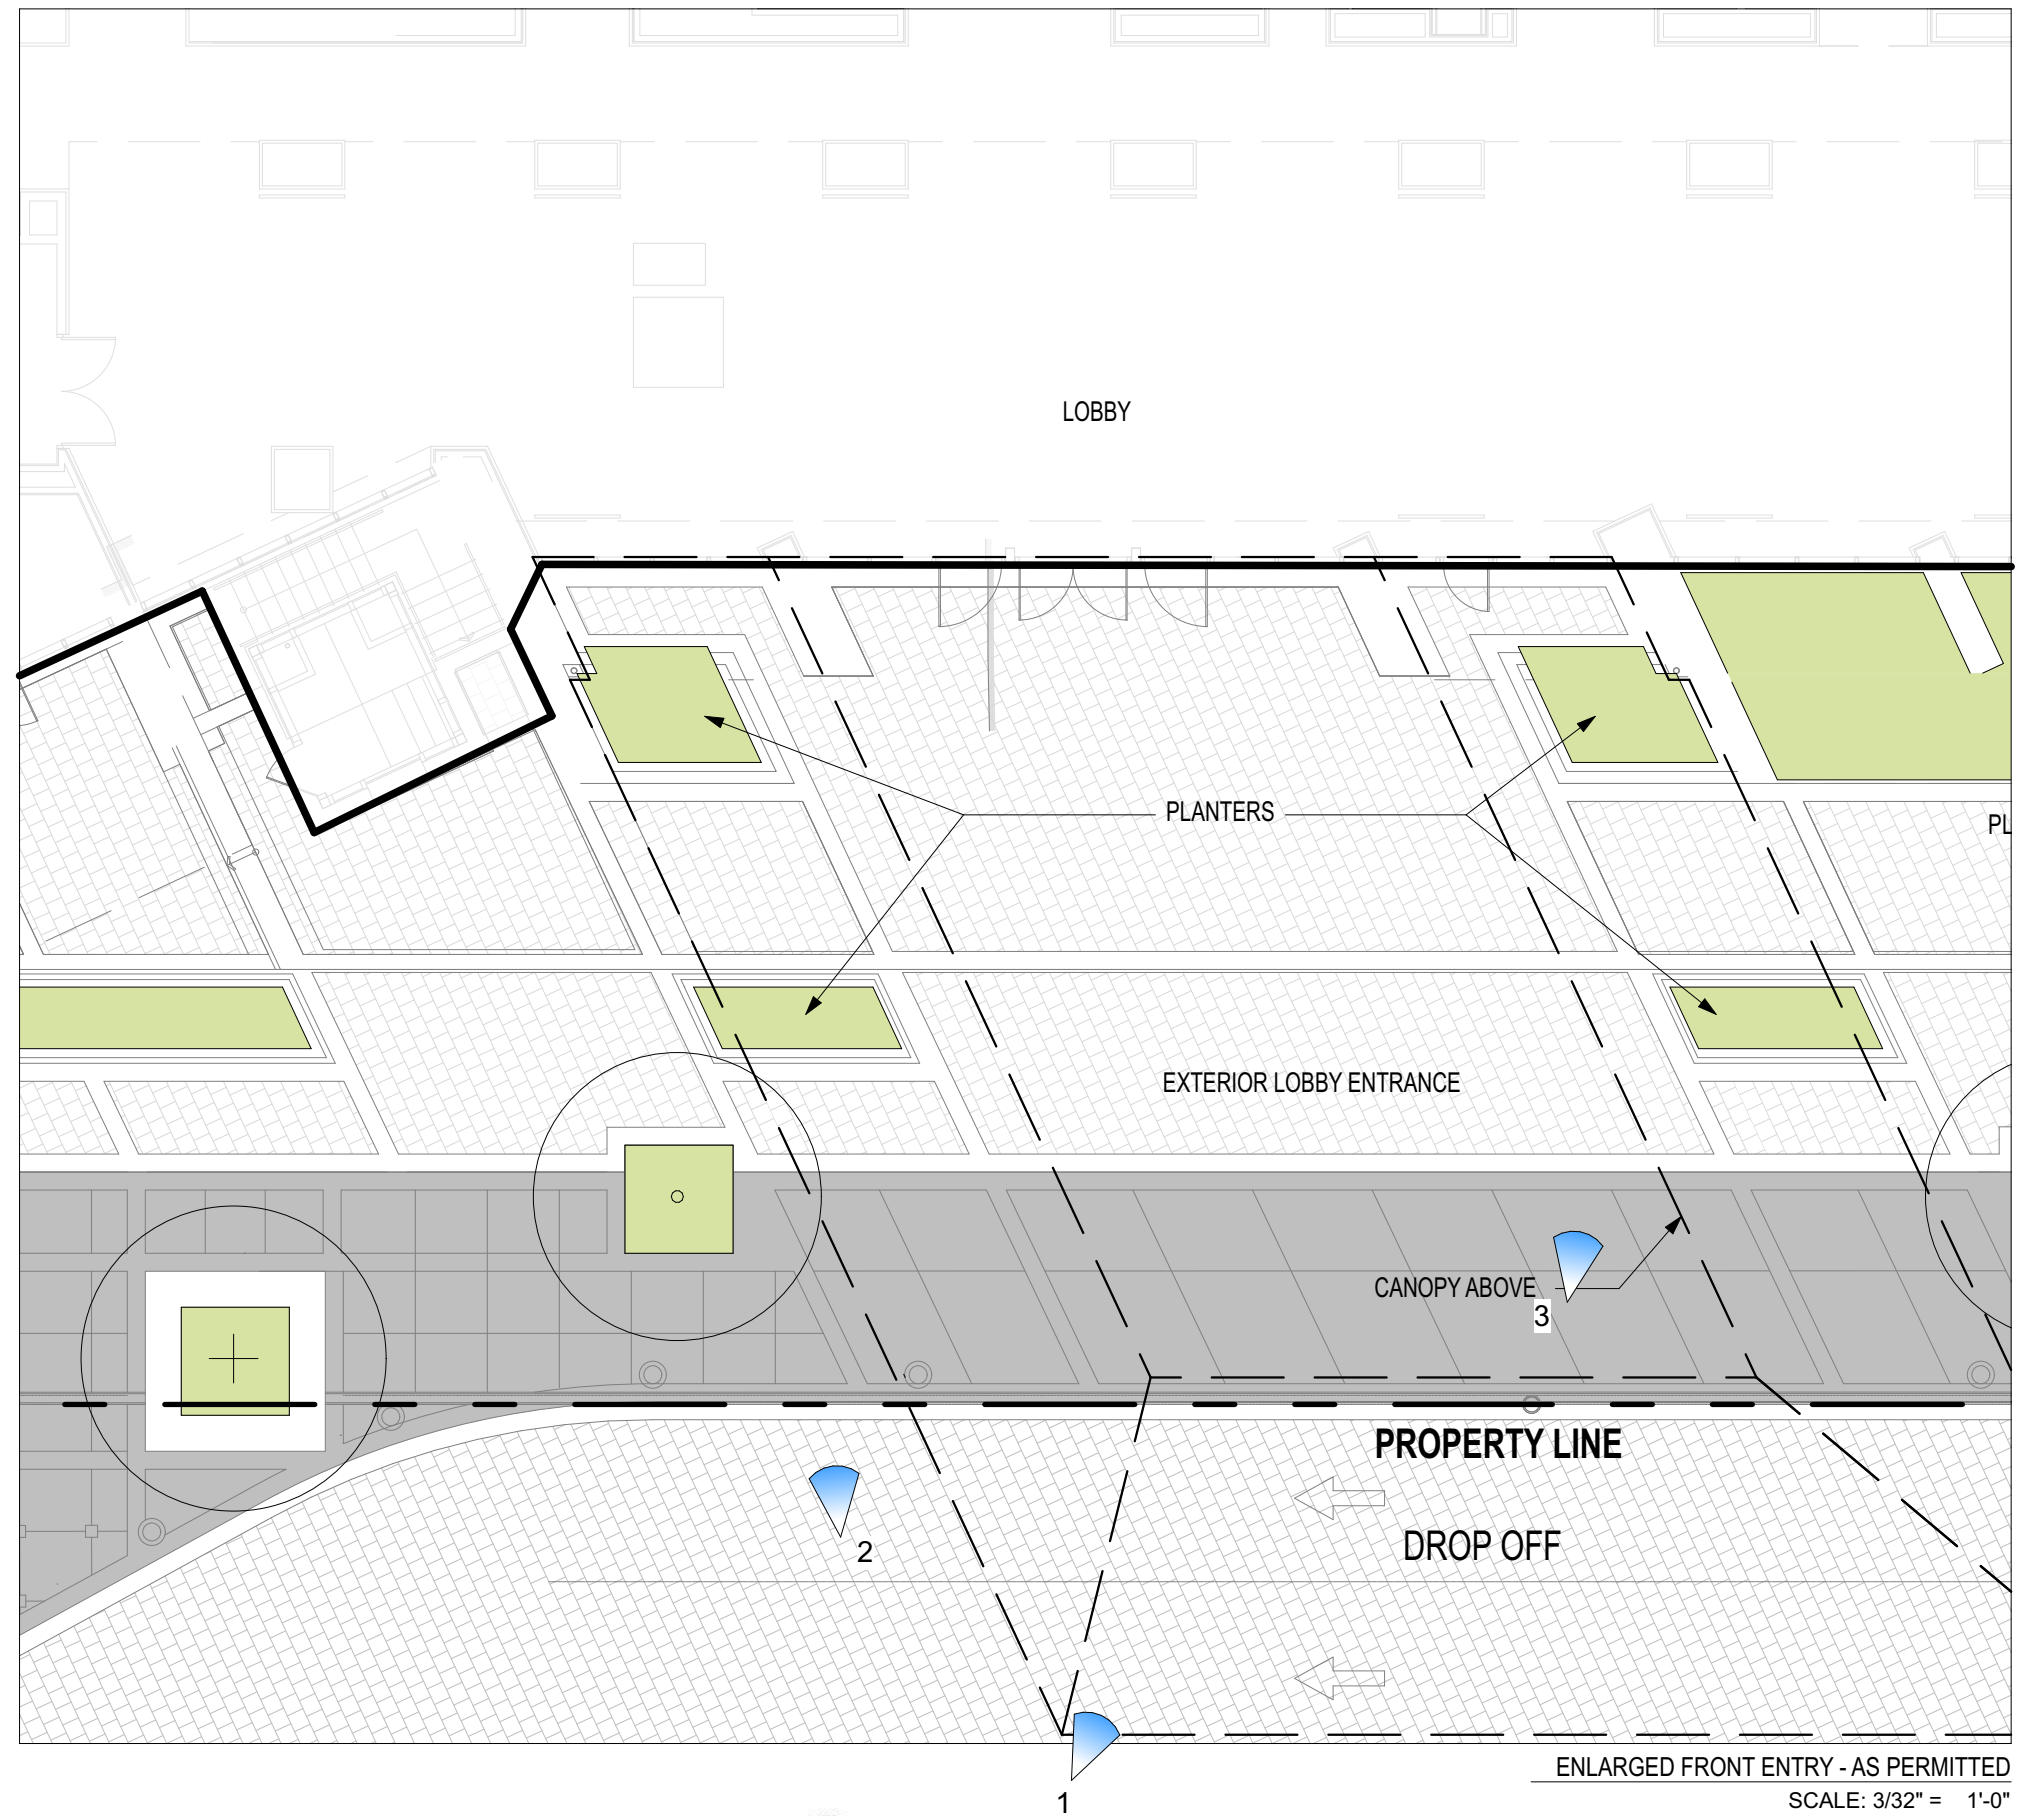 LOBBY
PLANTERS
PL
EXTERIOR LOBBY ENTRANCE
CANOPY ABOVE
3
PROPERTY LINE
DROP OFF
2
1
ENLARGED FRONT ENTRY - AS PERMITTED
SCALE: 3/32" = 1'-0"